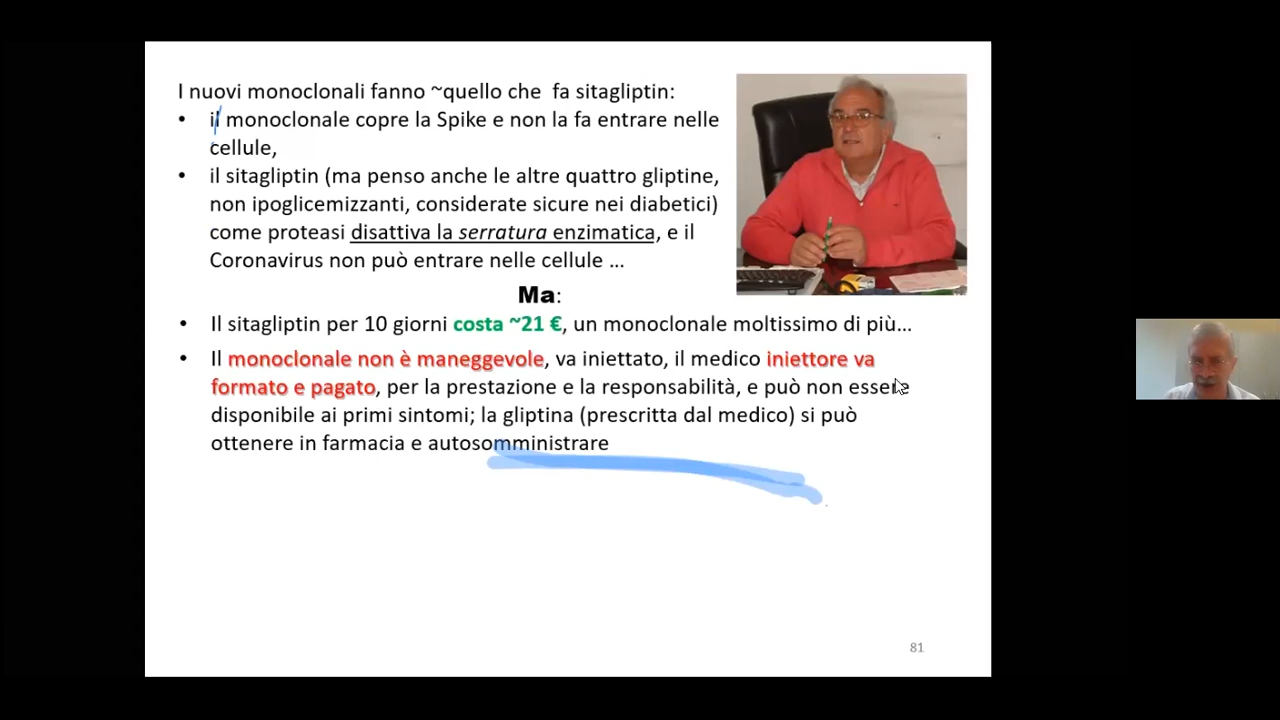 I nuovi monoclonali fanno ~quello che fa sitagliptin:
• il monoclonale copre la Spike e non la fa entrare nelle
cellule,
• il sitagliptin (ma penso anche le altre quattro gliptine,
non ipoglicemizzanti, considerate sicure nei diabetici)
come proteasi disattiva la serratura enzimatica, e il
Coronavirus non può entrare nelle cellule ...
Ma:
• Il sitagliptin per 10 giorni costa ~21 €, un monoclonale moltissimo di più...
• Il monoclonale non è maneggevole, va iniettato, il medico iniettore va
formato e pagato, per la prestazione e la responsabilità, e può non essere
disponibile ai primi sintomi; la gliptina (prescritta dal medico) si può
ottenere in farmacia e autosomministrare
81